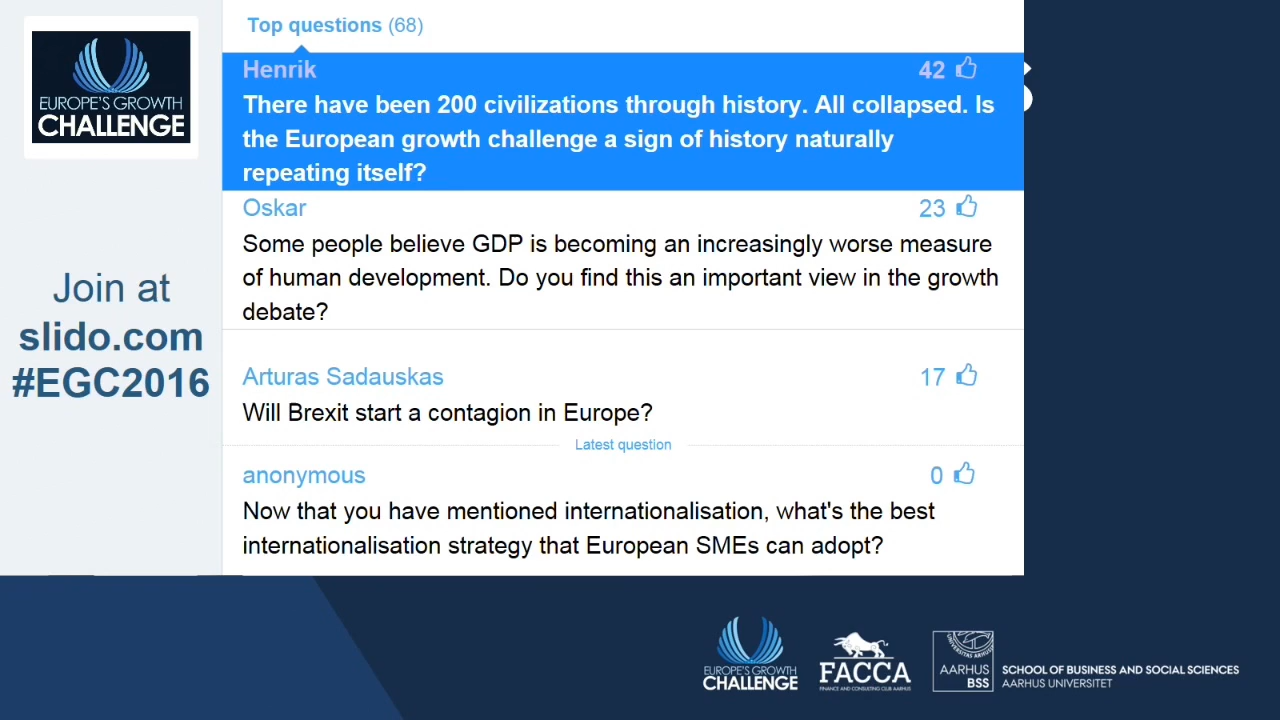 EUROPE'S GROWTH
CHALLENGE
Join at
slido.com
#EGC2016
Top questions (68)
Henrik 42
There have been 200 civilizations through history. All collapsed. Is
the European growth challenge a sign of history naturally
repeating itself?
Oskar 23
Some people believe GDP is becoming an increasingly worse measure
of human development. Do you find this an important view in the growth
debate?
Arturas Sadauskas 17
Will Brexit start a contagion in Europe?
Latest question
anonymous 0
Now that you have mentioned internationalisation, what's the best
internationalisation strategy that European SMEs can adopt?
EUROPE'S GROWTH
CHALLENGE
FACCA
FINANCE AND CONSULTING CLUB AARHUS
AARHUS
BSS
SCHOOL OF BUSINESS AND SOCIAL SCIENCES
AARHUS UNIVERSITET